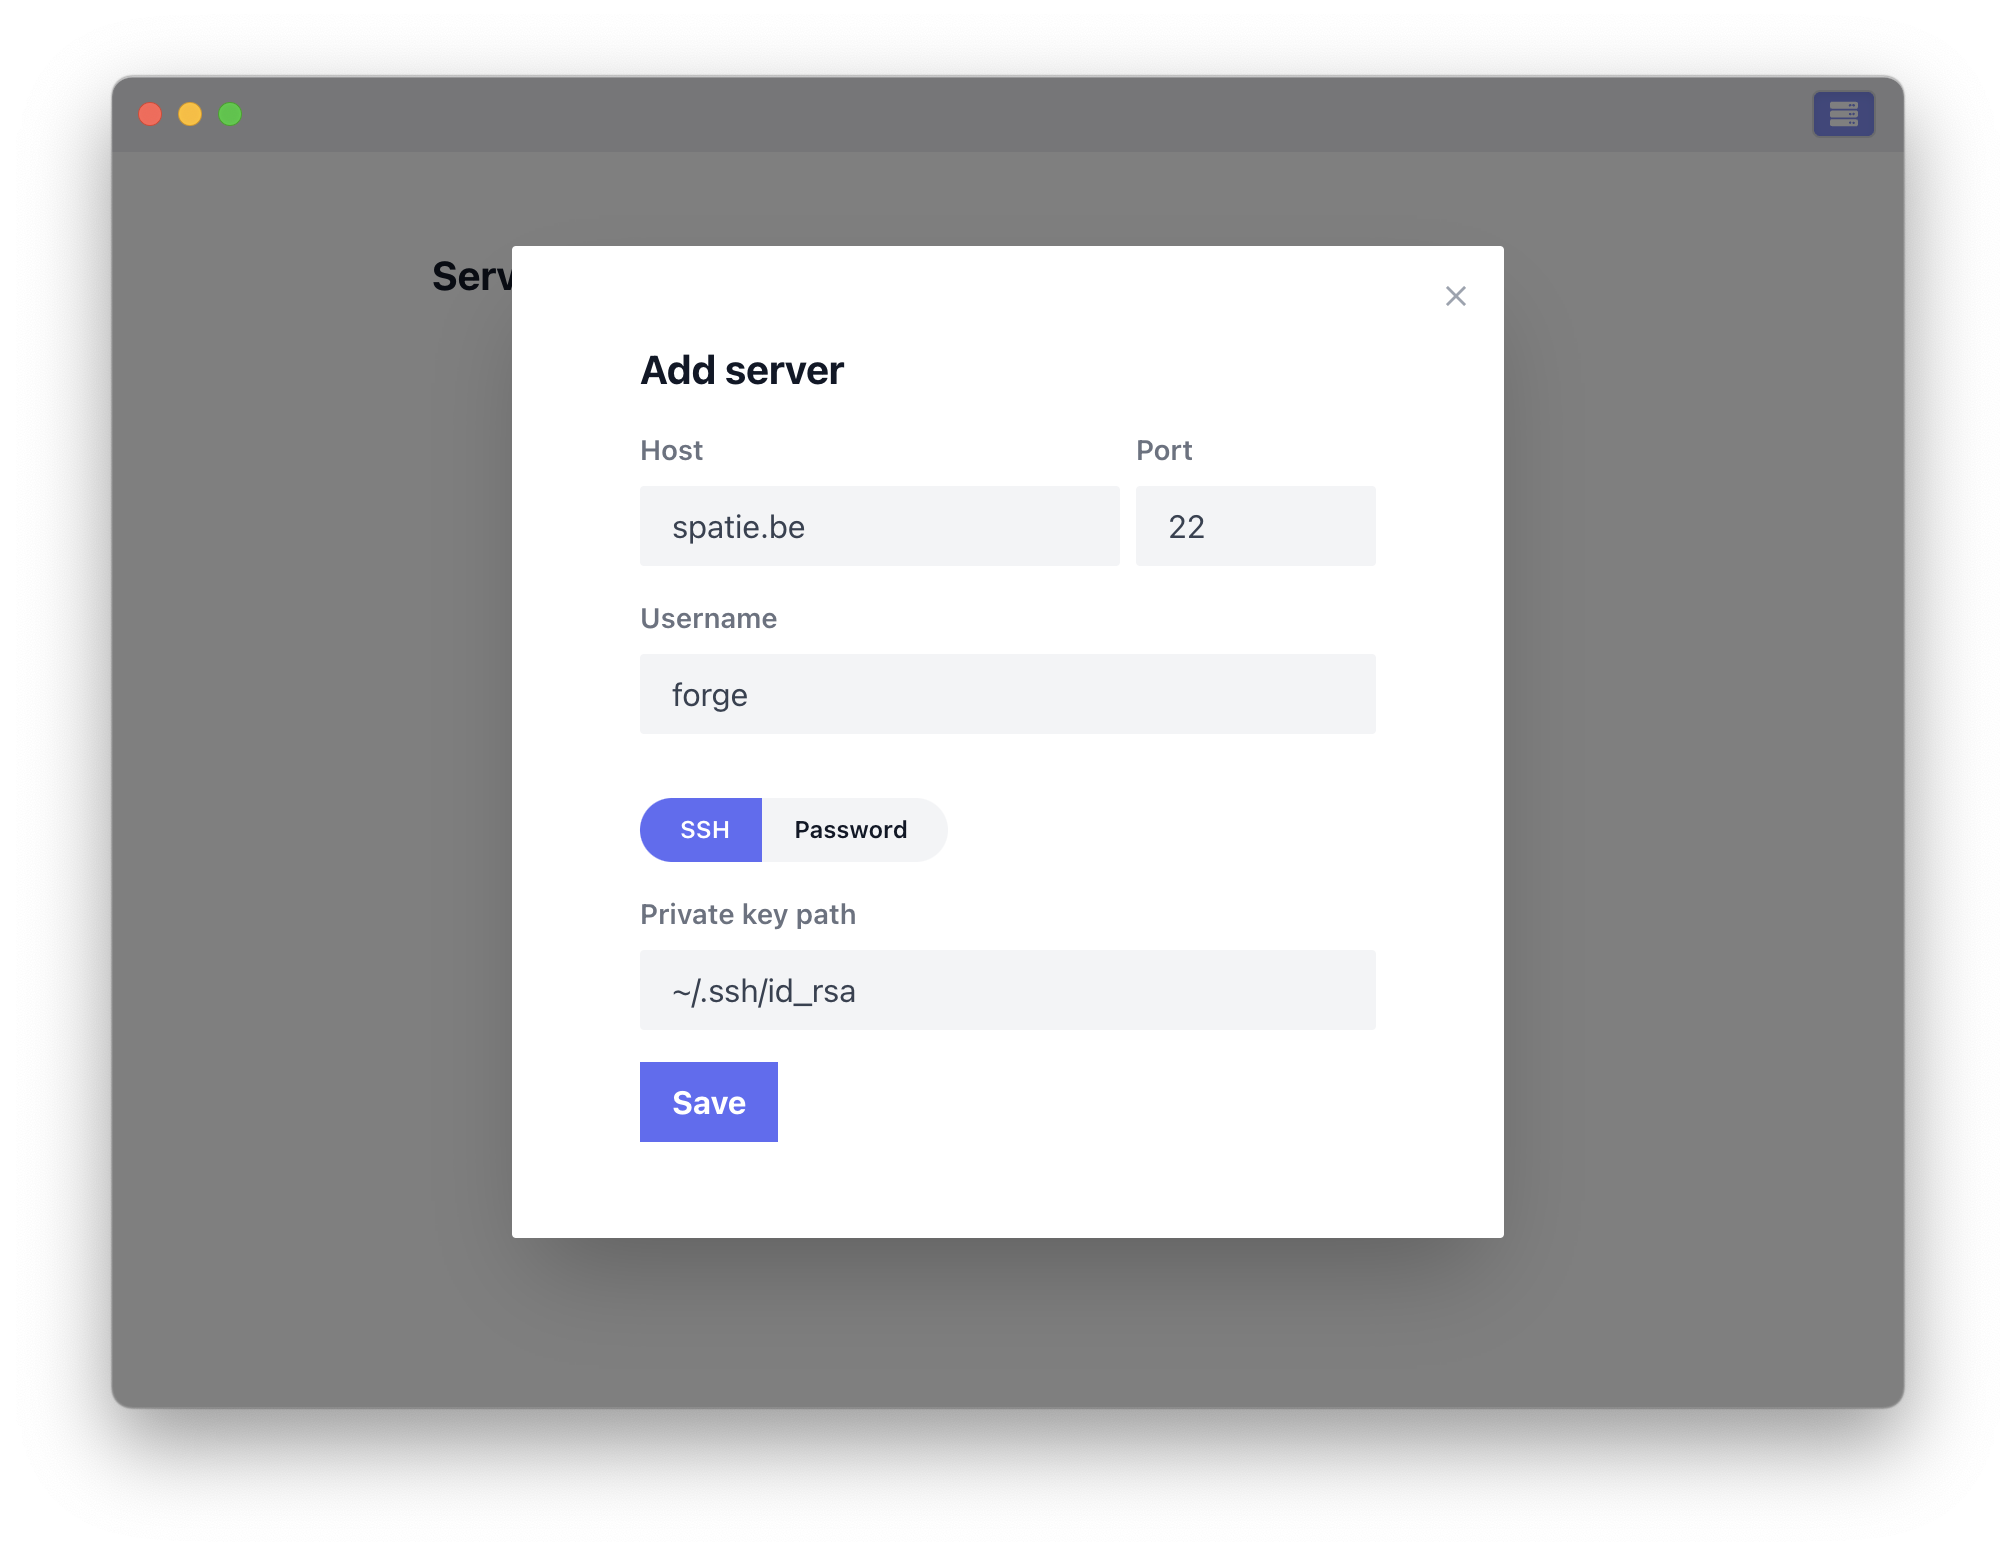 Serv
Add server
Host
Port
spatie.be
22
Username
forge
SSH
Password
Private key path
~/.ssh/id_rsa
Save